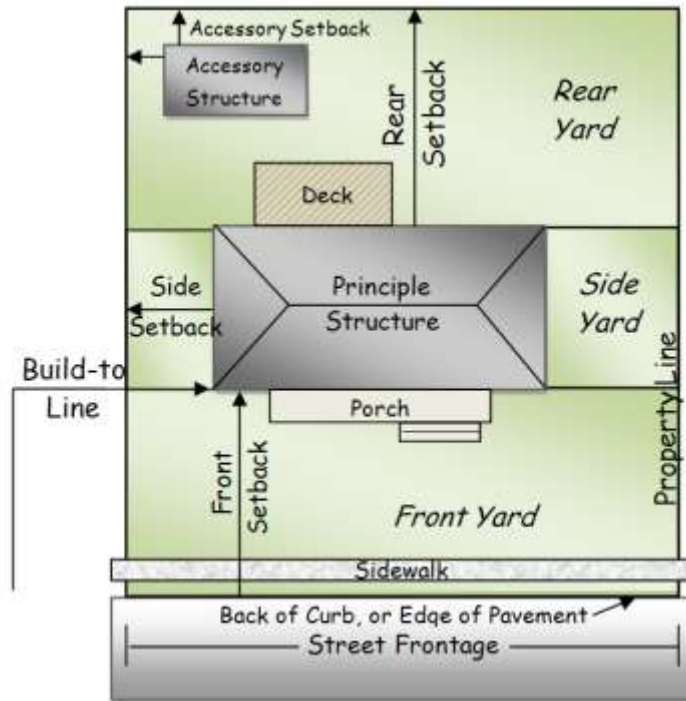 Accessory Setback
Accessory
Structure
Rear
Setback
Rear
Yard
Deck
Side
Setback
Principle
Structure
Side
Yard
Build-to
Line
Porch
Property Line
Front
Setback
Front Yard
Sidewalk
Back of Curb, or Edge of Pavement
Street Frontage